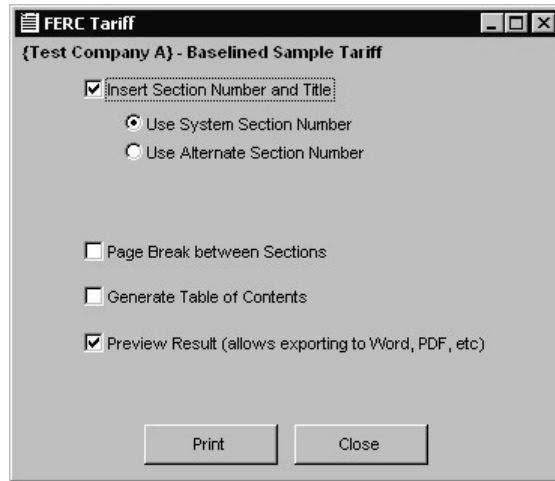 FERC Tariff
{Test Company A} - Baselined Sample Tariff
Insert Section Number and Title
Use System Section Number
Use Alternate Section Number
Page Break between Sections
Generate Table of Contents
Preview Result (allows exporting to Word, PDF, etc)
Print Close